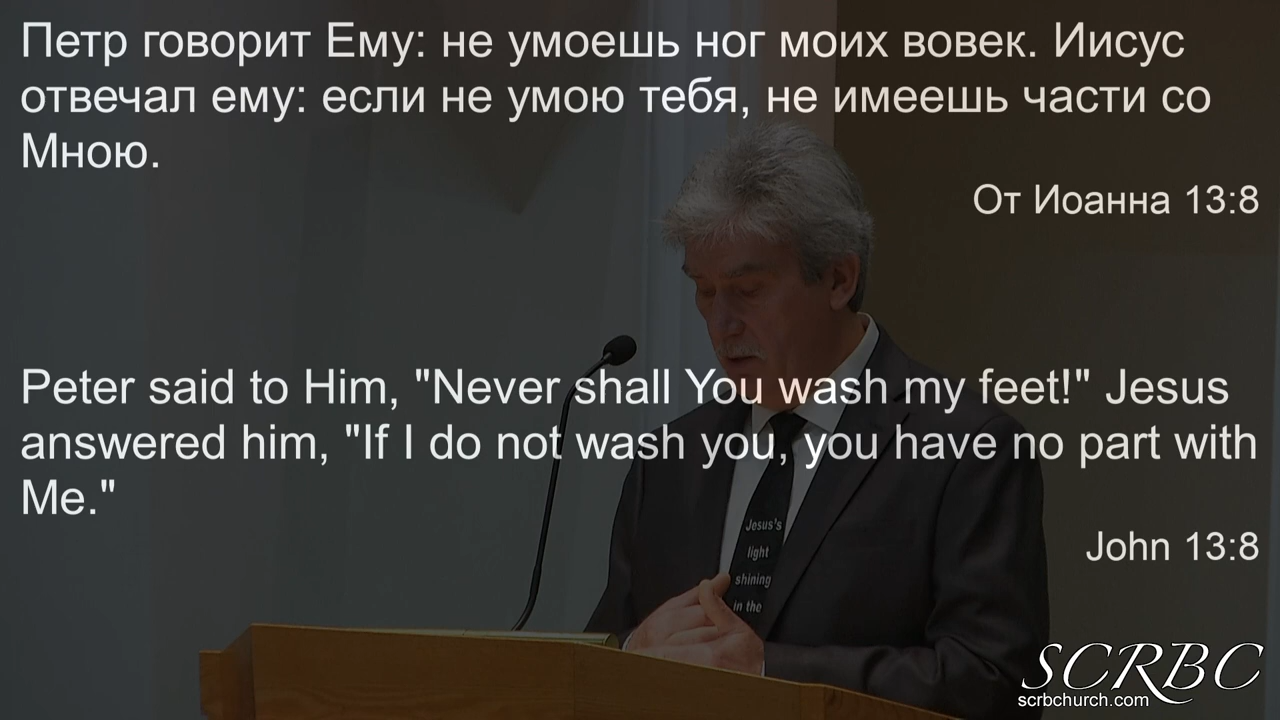 Петр говорит Ему: не умоешь ног моих вовек. Иисус
отвечал ему: если не умою тебя, не имеешь части со
Мною.
От Иоанна 13:8
Peter said to Him, "Never shall You wash my feet!" Jesus
answered him, "If I do not wash you, you have no part with
Me."
John 13:8
Jesus's
light
shining
in the
SCRBC
scrbchurch.com